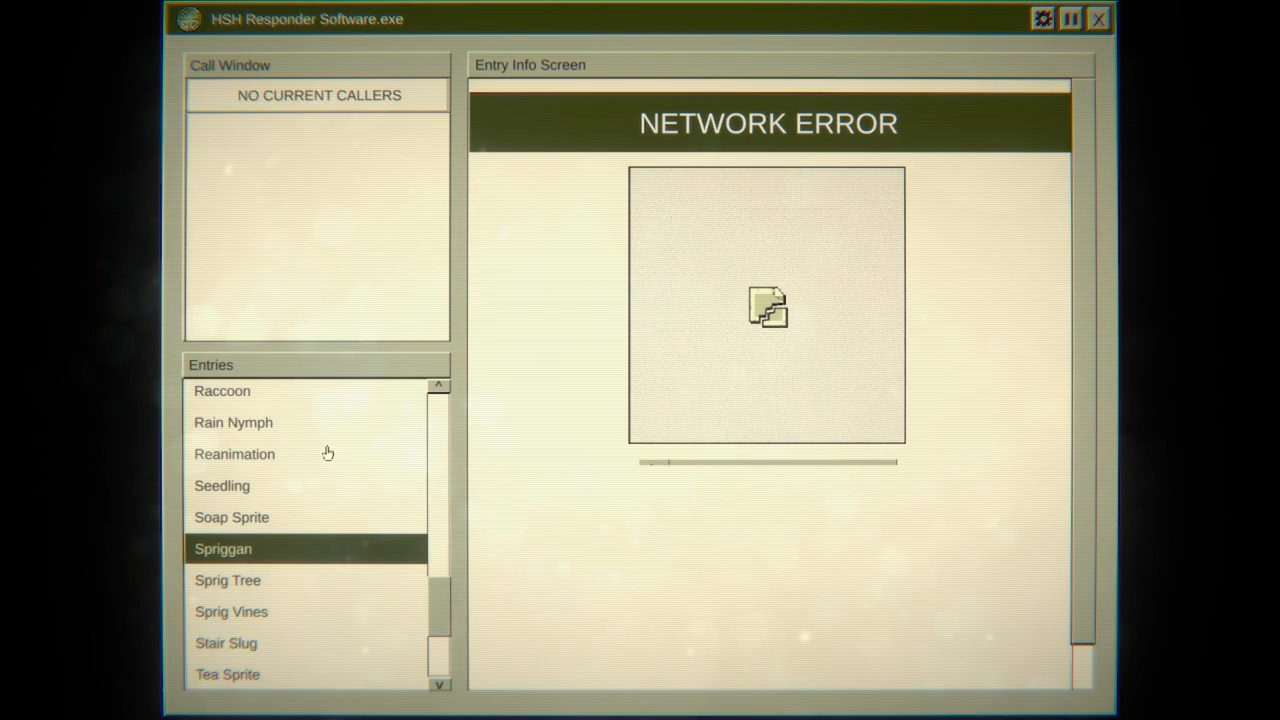 HSH Responder Software.exe
Call Window
NO CURRENT CALLERS
Entry Info Screen
NETWORK ERROR
Entries
Raccoon
Rain Nymph
Reanimation
Seedling
Soap Sprite
Spriggan
Sprig Tree
Sprig Vines
Stair Slug
Tea Sprite